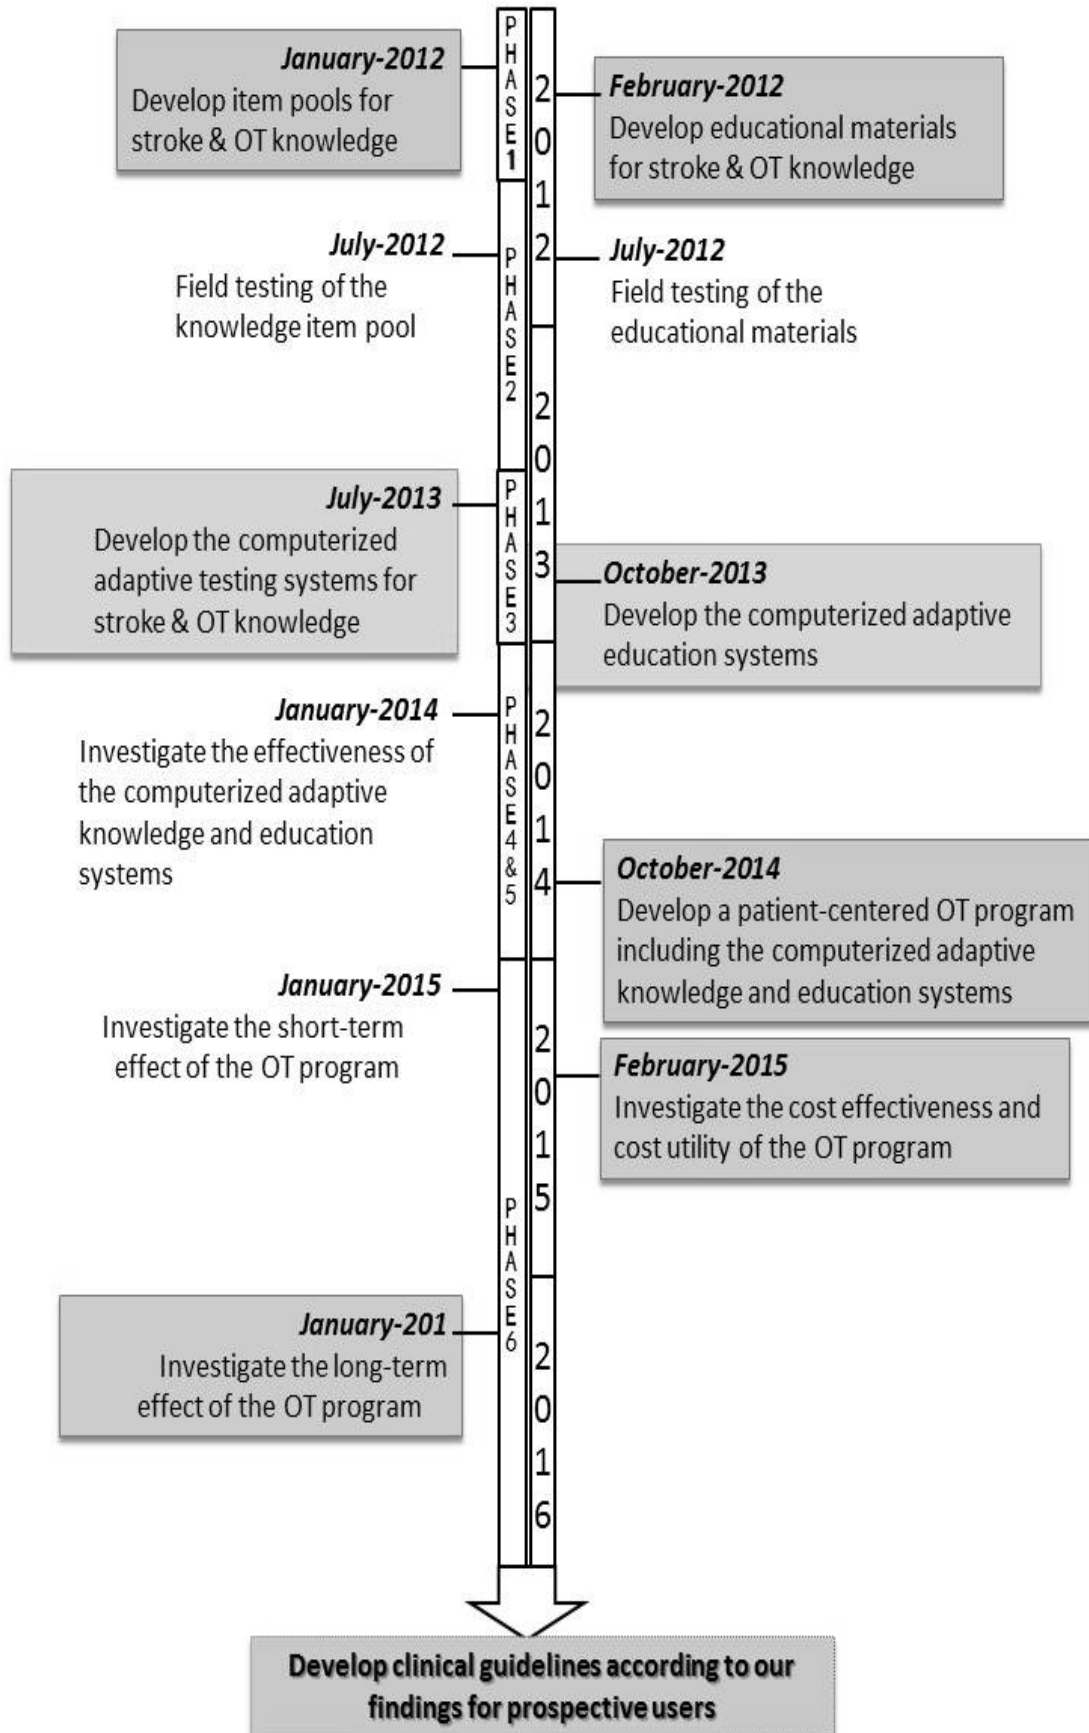 January-2012
Develop item pools for
stroke & OT knowledge
PHASE1
2012
February-2012
Develop educational materials
for stroke & OT knowledge
July-2012
Field testing of the
knowledge item pool
PHASE2
July-2012
Field testing of the
educational materials
July-2013
Develop the computerized
adaptive testing systems for
stroke & OT knowledge
PHASE3
2013
October-2013
Develop the computerized adaptive
education systems
January-2014
Investigate the effectiveness of
the computerized adaptive
knowledge and education
systems
PHASE4&5
2014
October-2014
Develop a patient-centered OT program
including the computerized adaptive
knowledge and education systems
January-2015
Investigate the short-term
effect of the OT program
2015
February-2015
Investigate the cost effectiveness and
cost utility of the OT program
PHASE6
January-201
Investigate the long-term
effect of the OT program
2016
Develop clinical guidelines according to our
findings for prospective users